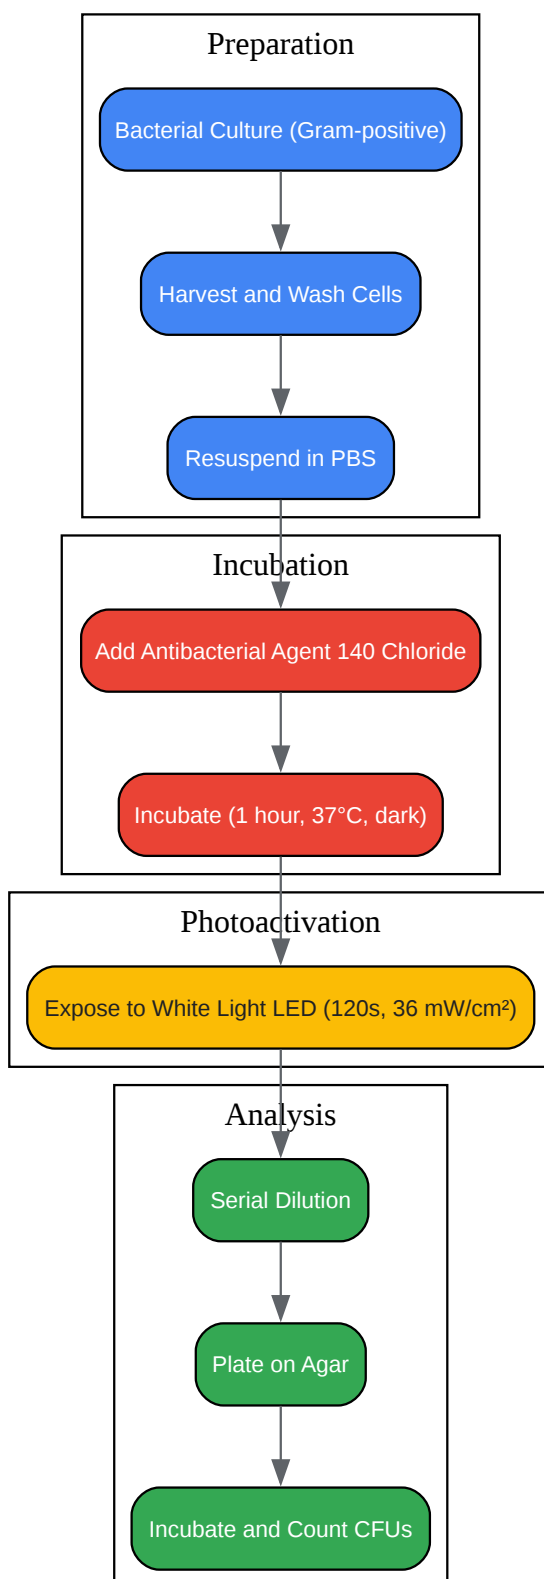 Preparation
Bacterial Culture (Gram-positive)
Harvest and Wash Cells
Resuspend in PBS
Incubation
Add Antibacterial Agent 140 Chloride
Incubate (1 hour, 37°C, dark)
Photoactivation
Expose to White Light LED (120s, 36 mW/cm²)
Analysis
Serial Dilution
Plate on Agar
Incubate and Count CFUs